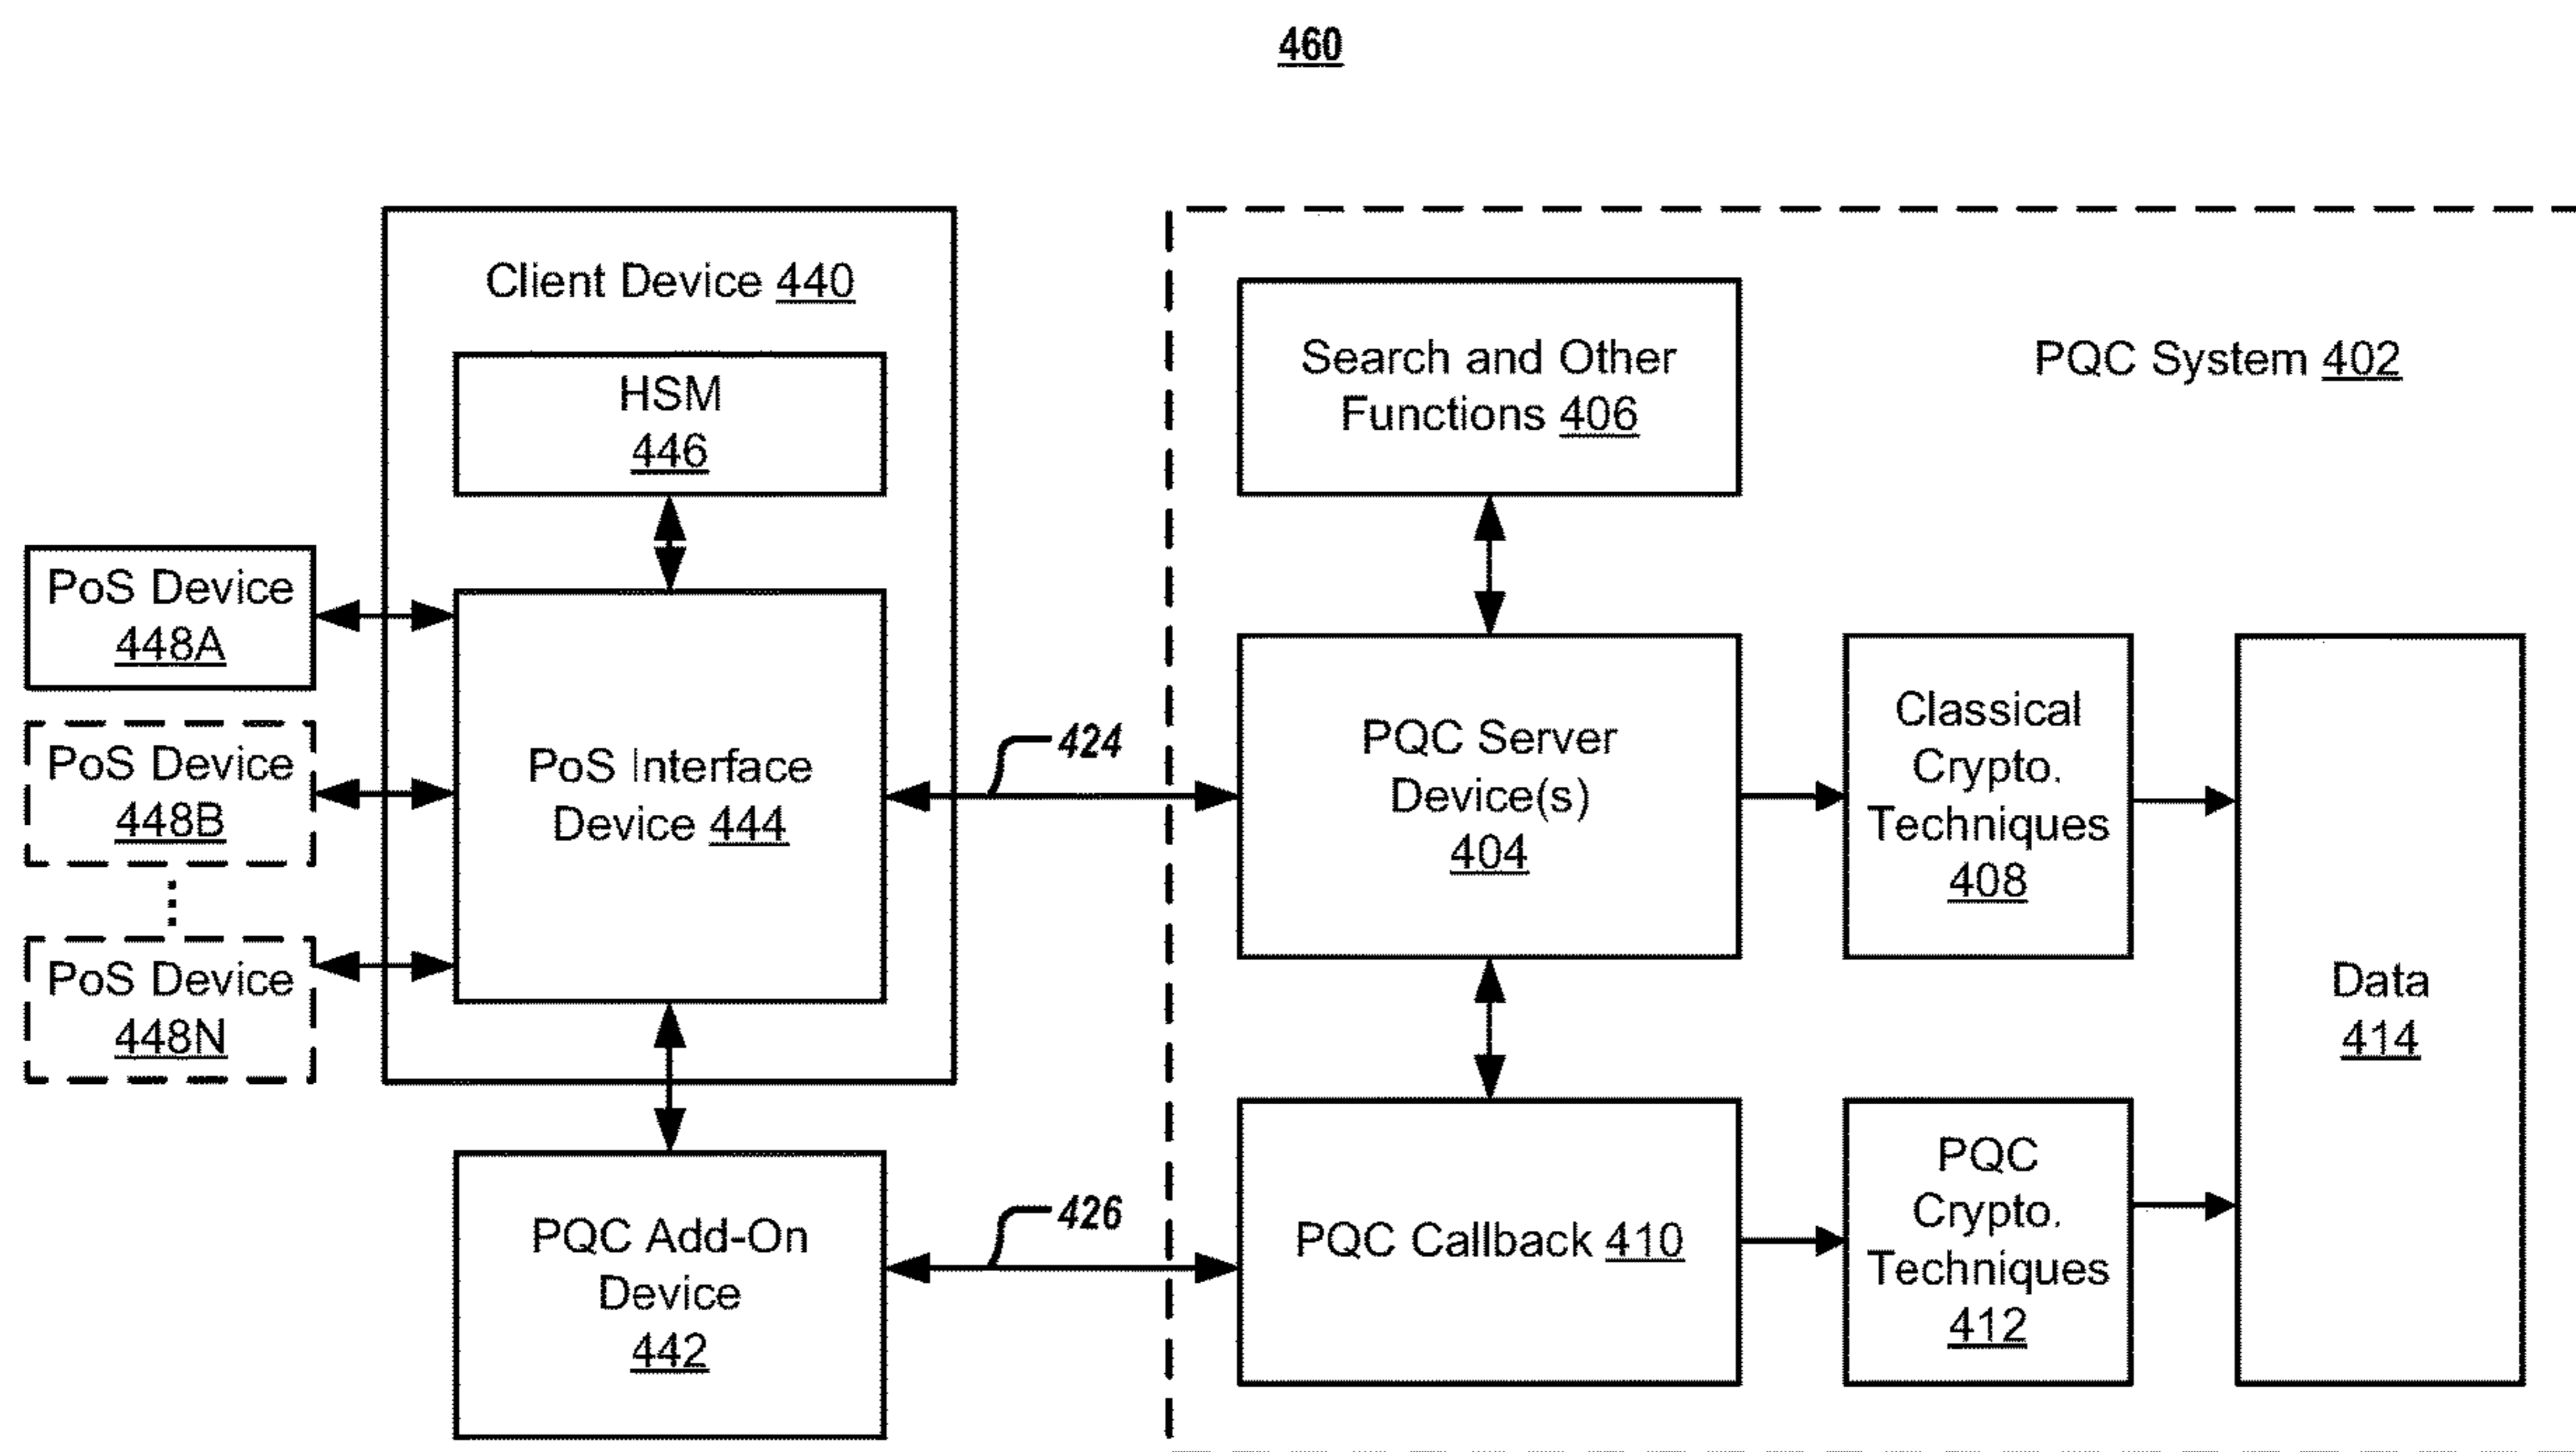 460
Client Device 440
HSM
446
PoS Device
448A
PoS Device
448B
PoS Device
448N
PoS Interface
Device 444
PQC Add-On
Device
442
424
426
Search and Other
Functions 406
PQC System 402
PQC Server
Device(s)
404
Classical
Crypto.
Techniques
408
PQC Callback 410
PQC
Crypto.
Techniques
412
Data
414